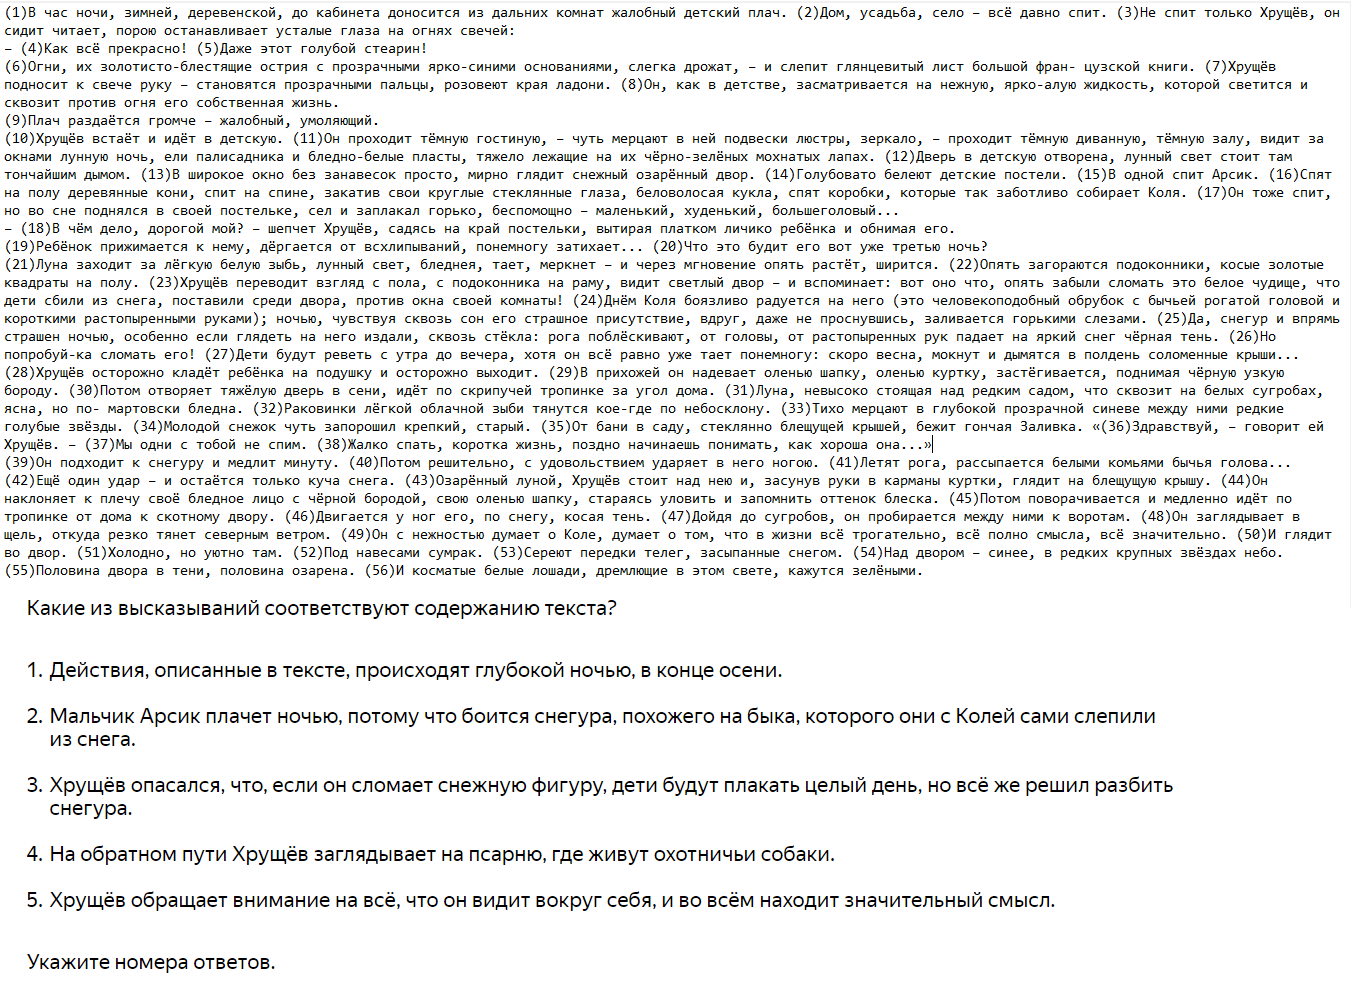 (1)В час ночи, зимней, деревенской, до кабинета доносится из дальних комнат жалобный детский плач. (2)Дом, усадьба, село – всё давно спит. (3)Не спит только Хрущёв, он
сидит читает, порою останавливает усталые глаза на огнях свечей:
– (4)Как всё прекрасно! (5)Даже этот голубой стеарин!
(6)Огни, их золотисто-блестящие острия с прозрачными ярко-синими основаниями, слегка дрожат, – и слепит глянцевитый лист большой фран- цузской книги. (7)Хрущёв
подносит к свече руку – становятся прозрачными пальцы, розовеют края ладони. (8)Он, как в детстве, засматривается на нежную, ярко-алую жидкость, которой светится и
сквозит против огня его собственная жизнь.
(9)Плач раздаётся громче – жалобный, умоляющий.
(10)Хрущёв встаёт и идёт в детскую. (11)Он проходит тёмную гостиную, – чуть мерцают в ней подвески люстры, зеркало, – проходит тёмную диванную, тёмную залу, видит за
окнами лунную ночь, ели палисадника и бледно-белые пласты, тяжело лежащие на их чёрно-зелёных мохнатых лапах. (12)Дверь в детскую отворена, лунный свет стоит там
тончайшим дымом. (13)В широкое окно без занавесок просто, мирно глядит снежный озарённый двор. (14)Голубовато белеют детские постели. (15)В одной спит Арсик. (16)Спят
на полу деревянные кони, спит на спине, закатив свои круглые стеклянные глаза, беловолосая кукла, спят коробки, которые так заботливо собирает Коля. (17)Он тоже спит,
но во сне поднялся в своей постельке, сел и заплакал горько, беспомощно – маленький, худенький, большеголовый...
– (18)В чём дело, дорогой мой? – шепчет Хрущёв, садясь на край постельки, вытирая платком личико ребёнка и обнимая его.
(19)Ребёнок прижимается к нему, дёргается от всхлипываний, понемногу затихает... (20)Что это будит его вот уже третью ночь?
(21)Луна заходит за лёгкую белую зыбь, лунный свет, бледнея, тает, меркнет – и через мгновение опять растёт, ширится. (22)Опять загораются подоконники, косые золотые
квадраты на полу. (23)Хрущёв переводит взгляд с пола, с подоконника на раму, видит светлый двор – и вспоминает: вот оно что, опять забыли сломать это белое чудище, что
дети сбили из снега, поставили среди двора, против окна своей комнаты! (24)Днём Коля боязливо радуется на него (это человекоподобный обрубок с бычьей рогатой головой и
короткими растопыренными руками); ночью, чувствуя сквозь сон его страшное присутствие, вдруг, даже не проснувшись, заливается горькими слезами. (25)Да, снегур и впрямь
страшен ночью, особенно если глядеть на него издали, сквозь стёкла: рога поблёскивают, от головы, от растопыренных рук падает на яркий снег чёрная тень. (26)Но
попробуй-ка сломать его! (27)Дети будут реветь с утра до вечера, хотя он всё равно уже тает понемногу: скоро весна, мокнут и дымятся в полдень соломенные крыши...
(28)Хрущёв осторожно кладёт ребёнка на подушку и осторожно выходит. (29)В прихожей он надевает оленью шапку, оленью куртку, застёгивается, поднимая чёрную узкую
бороду. (30)Потом отворяет тяжёлую дверь в сени, идёт по скрипучей тропинке за угол дома. (31)Луна, невысоко стоящая над редким садом, что сквозит на белых сугробах,
ясна, но по- мартовски бледна. (32)Раковинки лёгкой облачной зыби тянутся кое-где по небосклону. (33)Тихо мерцают в глубокой прозрачной синеве между ними редкие
голубые звёзды. (34)Молодой снежок чуть запорошил крепкий, старый. (35)От бани в саду, стеклянно блещущей крышей, бежит гончая Заливка. «(36)Здравствуй, – говорит ей
Хрущёв. – (37)Мы одни с тобой не спим. (38)Жалко спать, коротка жизнь, поздно начинаешь понимать, как хороша она...»
(39)Он подходит к снегуру и медлит минуту. (40)Потом решительно, с удовольствием ударяет в него ногою. (41)Летят рога, рассыпается белыми комьями бычья голова...
(42)Ещё один удар – и остаётся только куча снега. (43)Озарённый луной, Хрущёв стоит над нею и, засунув руки в карманы куртки, глядит на блещущую крышу. (44)Он
наклоняет к плечу своё бледное лицо с чёрной бородой, свою оленью шапку, стараясь уловить и запомнить оттенок блеска. (45)Потом поворачивается и медленно идёт по
тропинке от дома к скотному двору. (46)Двигается у ног его, по снегу, косая тень. (47)Дойдя до сугробов, он пробирается между ними к воротам. (48)Он заглядывает в
щель, откуда резко тянет северным ветром. (49)Он с нежностью думает о Коле, думает о том, что в жизни всё трогательно, всё полно смысла, всё значительно. (50)И глядит
во двор. (51)Холодно, но уютно там. (52)Под навесами сумрак. (53)Сереют передки телег, засыпанные снегом. (54)Над двором – синее, в редких крупных звёздах небо.
(55)Половина двора в тени, половина озарена. (56)И косматые белые лошади, дремлющие в этом свете, кажутся зелёными.
Какие из высказываний соответствуют содержанию текста?
1. Действия, описанные в тексте, происходят глубокой ночью, в конце осени.
2. Мальчик Арсик плачет ночью, потому что боится снегура, похожего на быка, которого они с Колей сами слепили
из снега.
3. Хрущёв опасался, что, если он сломает снежную фигуру, дети будут плакать целый день, но всё же решил разбить
снегура.
4. На обратном пути Хрущёв заглядывает на псарню, где живут охотничьи собаки.
5. Хрущёв обращает внимание на всё, что он видит вокруг себя, и во всём находит значительный смысл.
Укажите номера ответов.